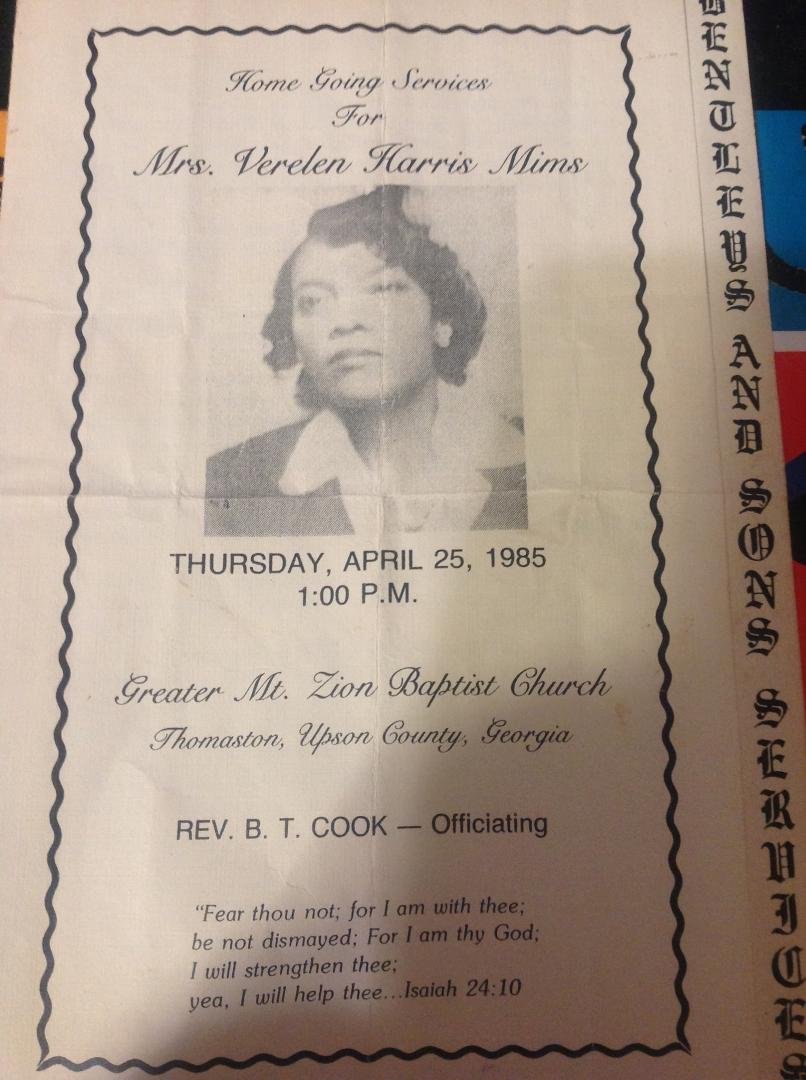 Home Going Services
For
Mrs. Verelen Harris Mims
THURSDAY, APRIL 25, 1985
1:00 P.M.
Greater Mt. Zion Baptist Church
Thomaston, Upson County, Georgia
REV. B. T. COOK — Officiating
"Fear thou not; for I am with thee;
be not dismayed; For I am thy God;
I will strengthen thee;
yea, I will help thee...Isaiah 24:10
BENTLEYS AND SONS SERVICES